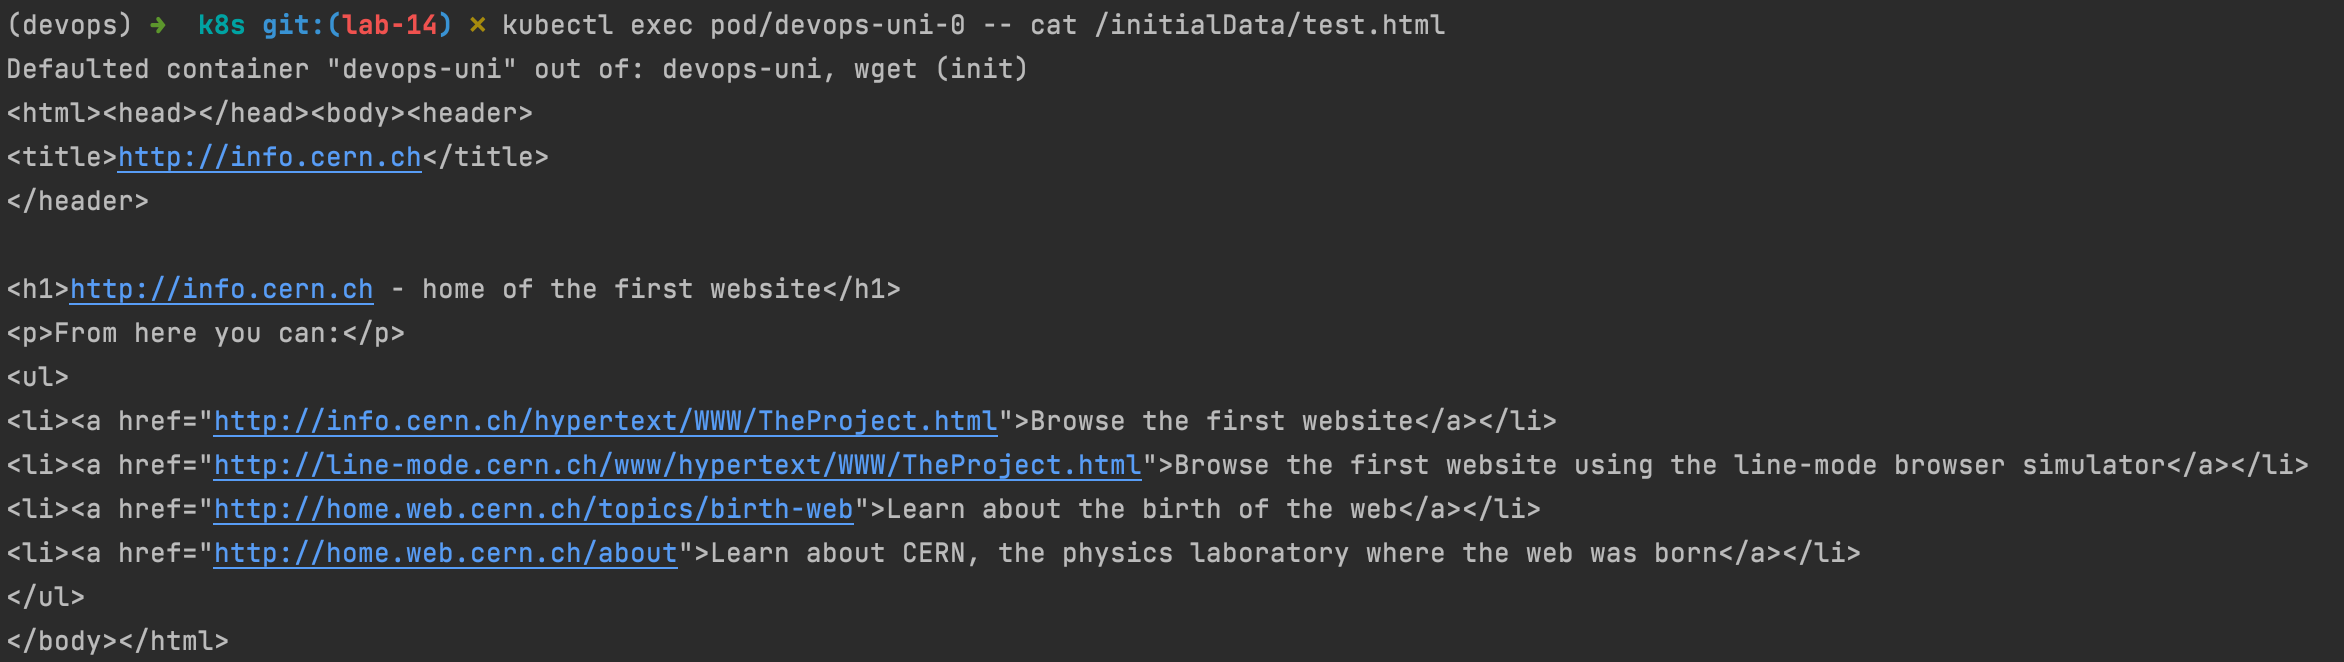 (devops) ➜  k8s git:(lab-14) ✗ kubectl exec pod/devops-uni-0 -- cat /initialData/test.html
Defaulted container "devops-uni" out of: devops-uni, wget (init)
<html><head></head><body><header>
<title>http://info.cern.ch</title>
</header>

<h1>http://info.cern.ch - home of the first website</h1>
<p>From here you can:</p>
<ul>
<li><a href="http://info.cern.ch/hypertext/WWW/TheProject.html">Browse the first website</a></li>
<li><a href="http://line-mode.cern.ch/www/hypertext/WWW/TheProject.html">Browse the first website using the line-mode browser simulator</a></li>
<li><a href="http://home.web.cern.ch/topics/birth-web">Learn about the birth of the web</a></li>
<li><a href="http://home.web.cern.ch/about">Learn about CERN, the physics laboratory where the web was born</a></li>
</ul>
</body></html>